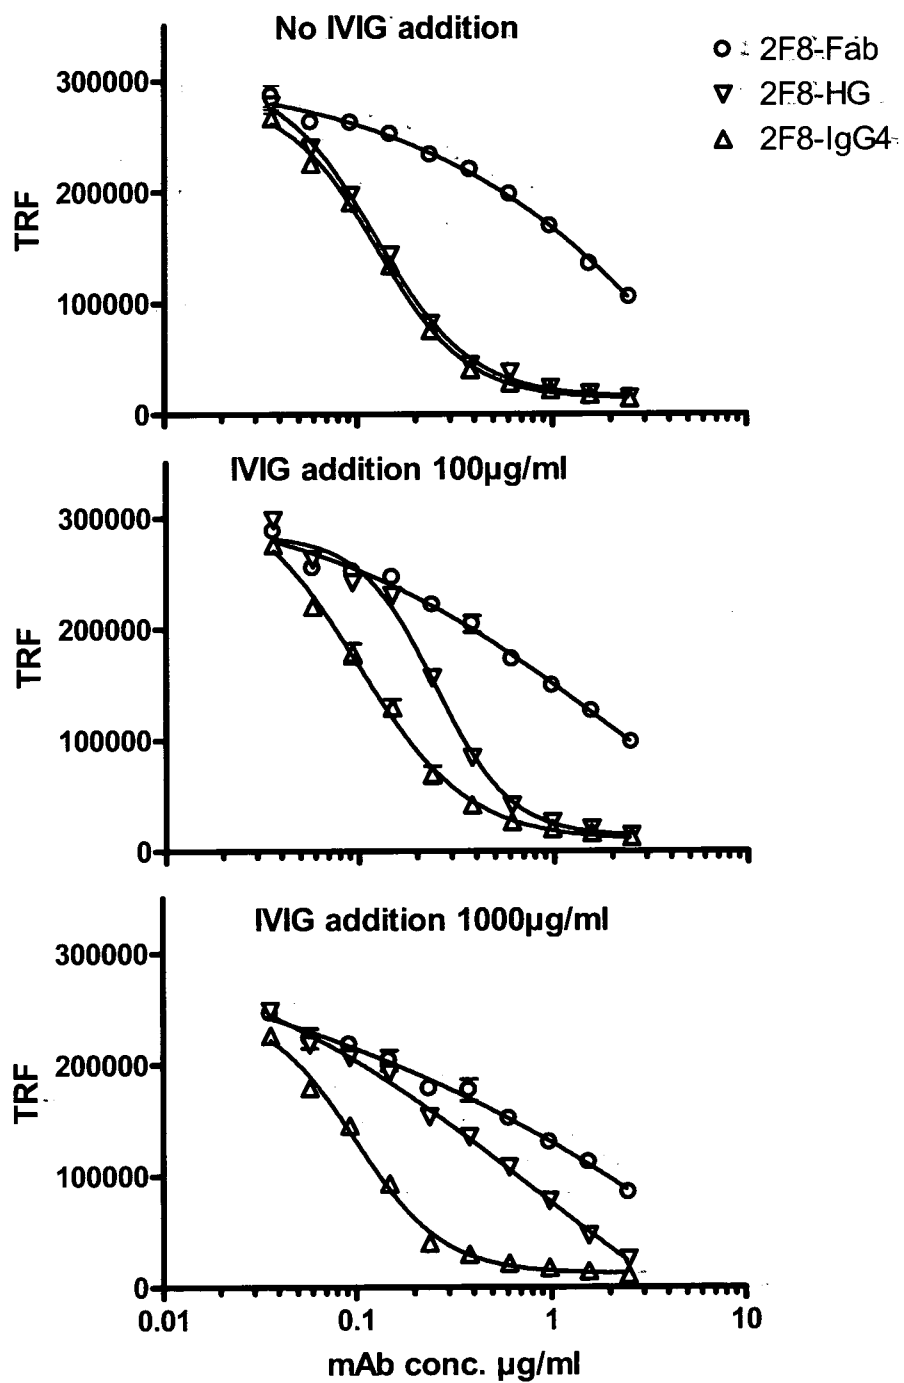 No IVIG addition
2F8-Fab
2F8-HG
2F8-IgG4
300000
200000
100000
0
TRF
IVIG addition 100µg/ml
300000
200000
100000
0
TRF
IVIG addition 1000µg/ml
300000
200000
100000
0
TRF
0.01 0.1 1 10
mAb conc. µg/ml